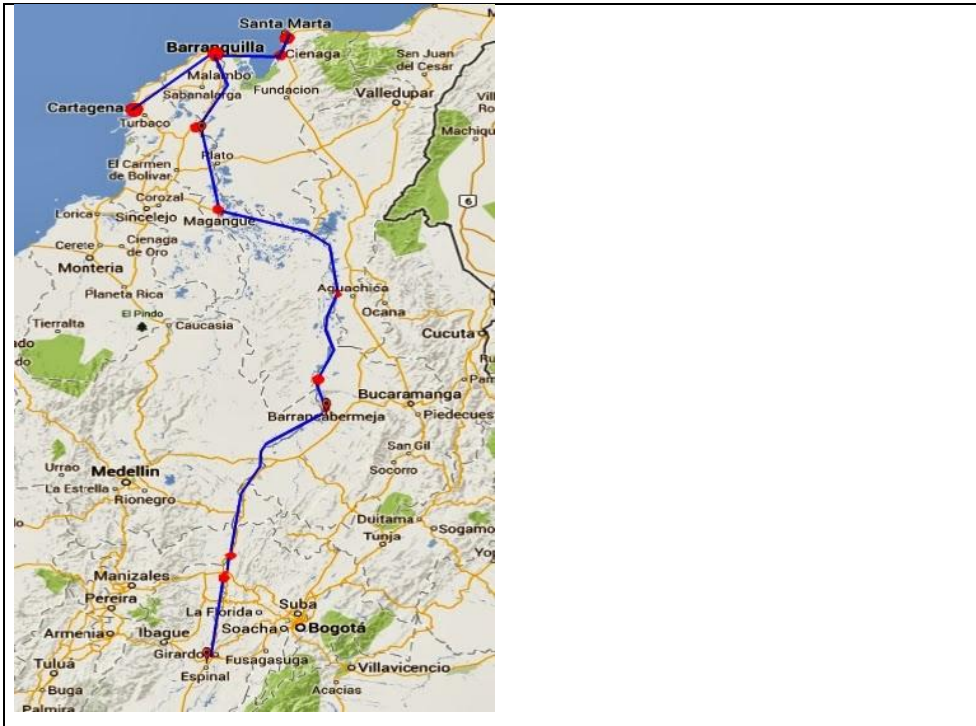 Santa Marta
Barranquilla
Cienaga
San Juan
del Cesar
Malambo
Sabanalarga
Fundacion
Valledupar
Cartagena
Turbaco
Machiqu
El Carmen
de Bolivar
Plato
Corozal
6
Lorica
Sincelejo
Magangue
Cerete
Cienaga
de Oro
Monteria
Planeta Rica
Aguachica
Ocana
El Pindo
Tierralta
Caucasia
Cucuta
Bucaramanga
Barrancabermeja
Piedecues
San Gil
Urrao
Medellin
Socorro
La Estrella
Rionegro
Duitama
Sogamo
Tunja
Manizales
Pereira
La Florida
Suba
Soacha
Bogotá
Armenia
Ibague
Girardot
Fusagasuga
Tuluá
Espinal
Villavicencio
Buga
Acacias
Palmira